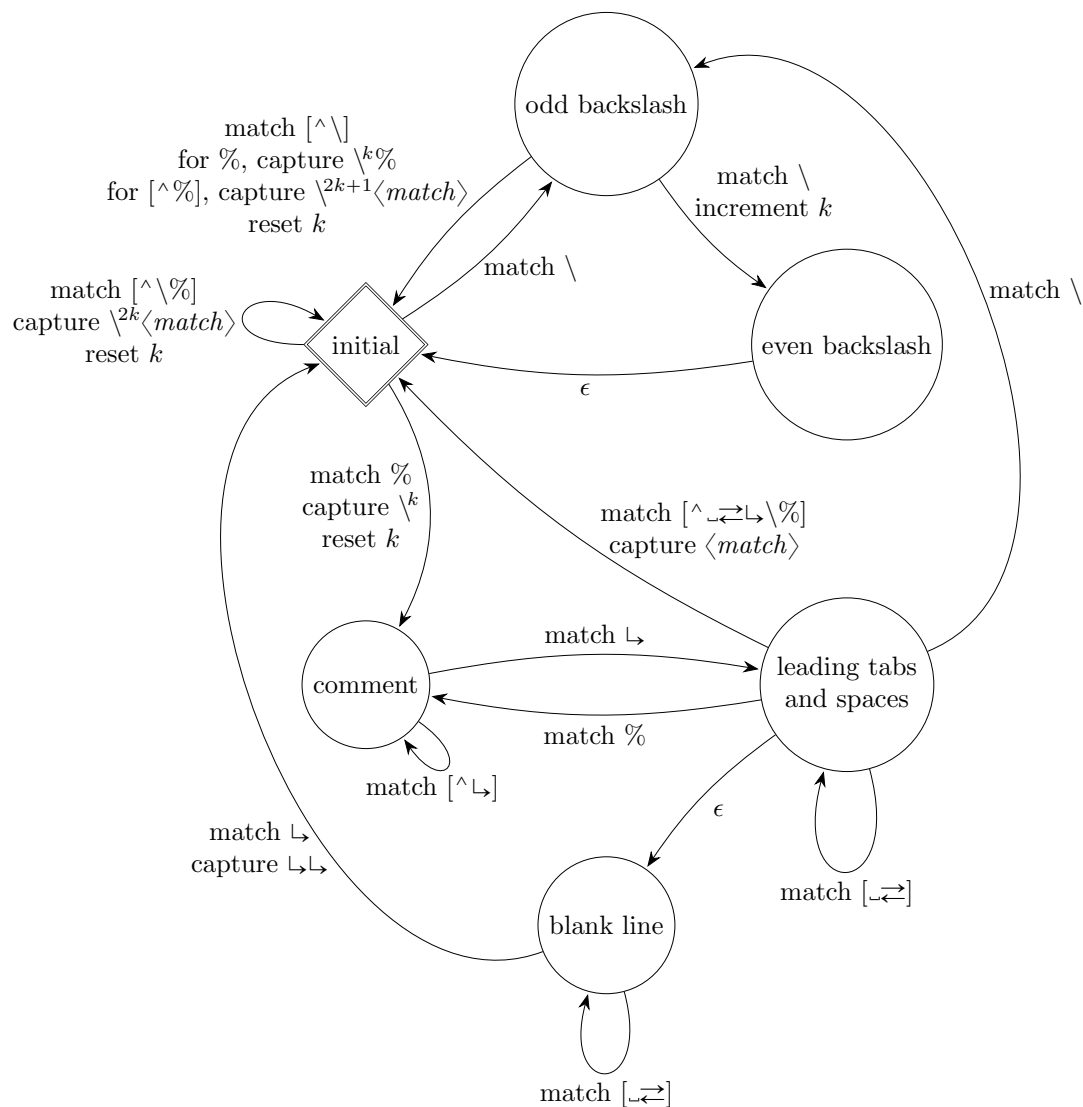 odd backslash
match [^\]
for %, capture \^k%
for [^%], capture \^{2k+1}⟨match⟩
reset k
match \
increment k
match \
match \
match [^\%]
capture \^{2k}⟨match⟩
reset k
initial
even backslash
ϵ
match %
capture \^k
reset k
match [^␣⇄↳\%]
capture ⟨match⟩
match ↳
leading tabs
and spaces
comment
match %
match [^↳]
ϵ
match ↳
capture ↳↳
match [␣⇄]
blank line
match [␣⇄]